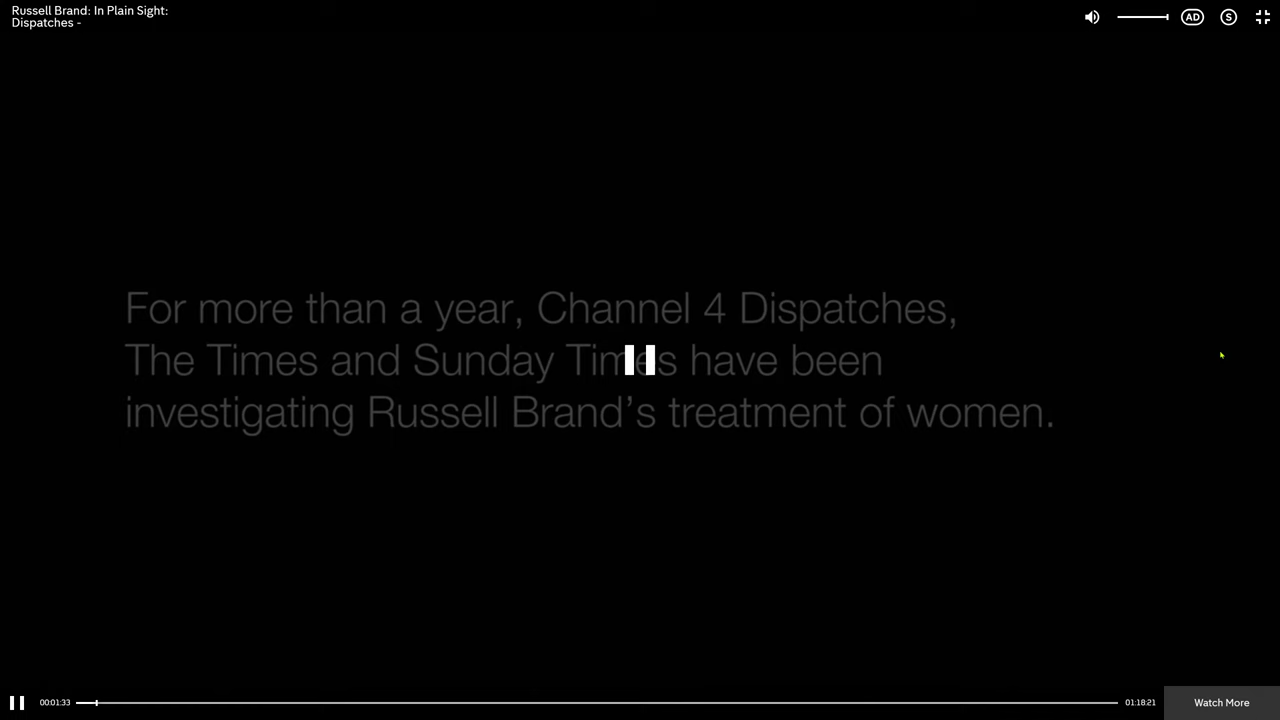 Russell Brand: In Plain Sight:
Dispatches -
AD
S
For more than a year, Channel 4 Dispatches,
The Times and Sunday Times have been
investigating Russell Brand’s treatment of women.
00:01:33
01:18:21
Watch More